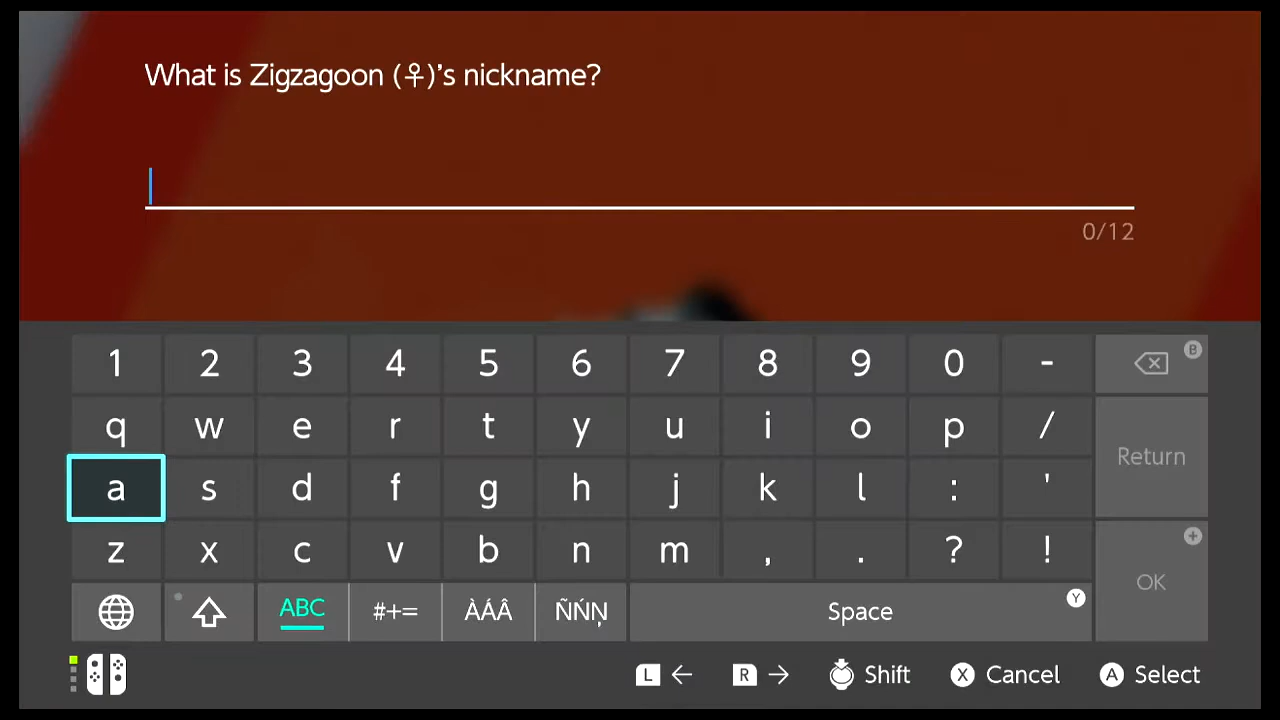 What is Zigzagoon (♀)'s nickname?
0/12
1 2 3 4 5 6 7 8 9 0 - B
q w e r t y u i o p /
Return
a s d f g h j k l : '
z x c v b n m , . ? ! +
OK
ABC #+= ÀÁÂ ÑŃŅ Space Y
L ← R → Shift X Cancel A Select